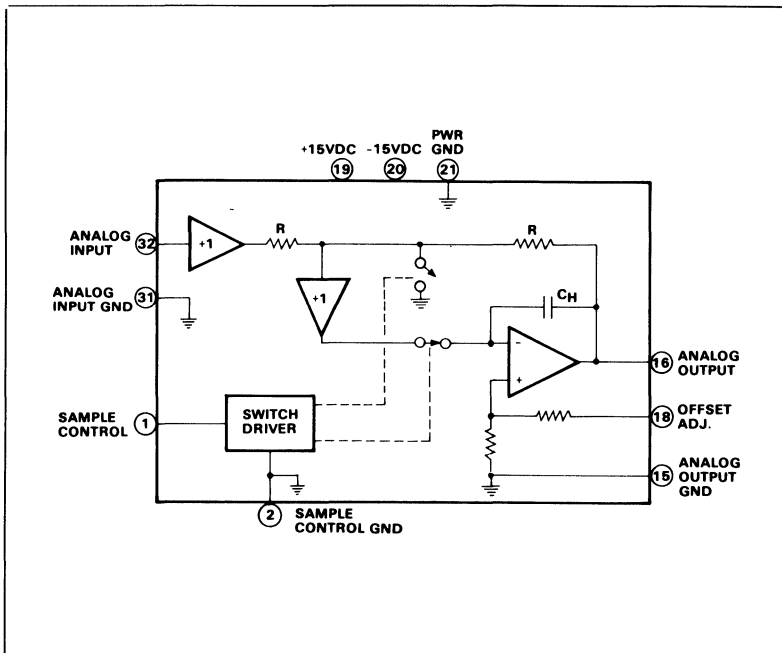 +15VDC -15VDC PWR
GND
19 20 21
ANALOG
INPUT
32
+1
R
R
ANALOG
INPUT GND
31
+1
CH
-
+
16
ANALOG
OUTPUT
SAMPLE
CONTROL
1
SWITCH
DRIVER
18
OFFSET
ADJ.
15
ANALOG
OUTPUT
GND
2
SAMPLE
CONTROL GND